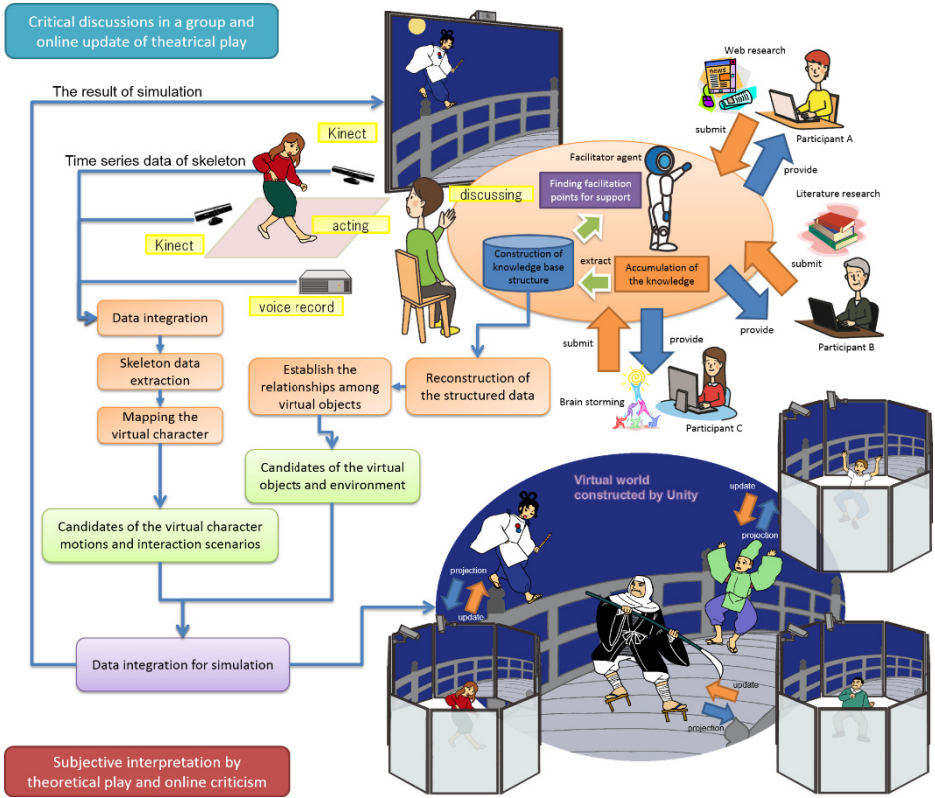 Critical discussions in a group and
online update of theatrical play
The result of simulation
Kinect
Time series data of skeleton
acting
Kinect
voice record
discussing
Web research
NEWS
submit
Participant A
provide
Facilitator agent
Finding facilitation
points for support
Literature research
submit
Construction of
knowledge base
structure
extract
Accumulation of
the knowledge
provide
Participant B
submit
provide
Brain storming
Participant C
Data integration
Skeleton data
extraction
Mapping the
virtual character
Establish the
relationships among
virtual objects
Reconstruction of
the structured data
Candidates of the virtual
objects and environment
Candidates of the virtual character
motions and interaction scenarios
Data integration for simulation
Virtual world
constructed by Unity
update
projection
projection
update
update
projection
Subjective interpretation by
theoretical play and online criticism